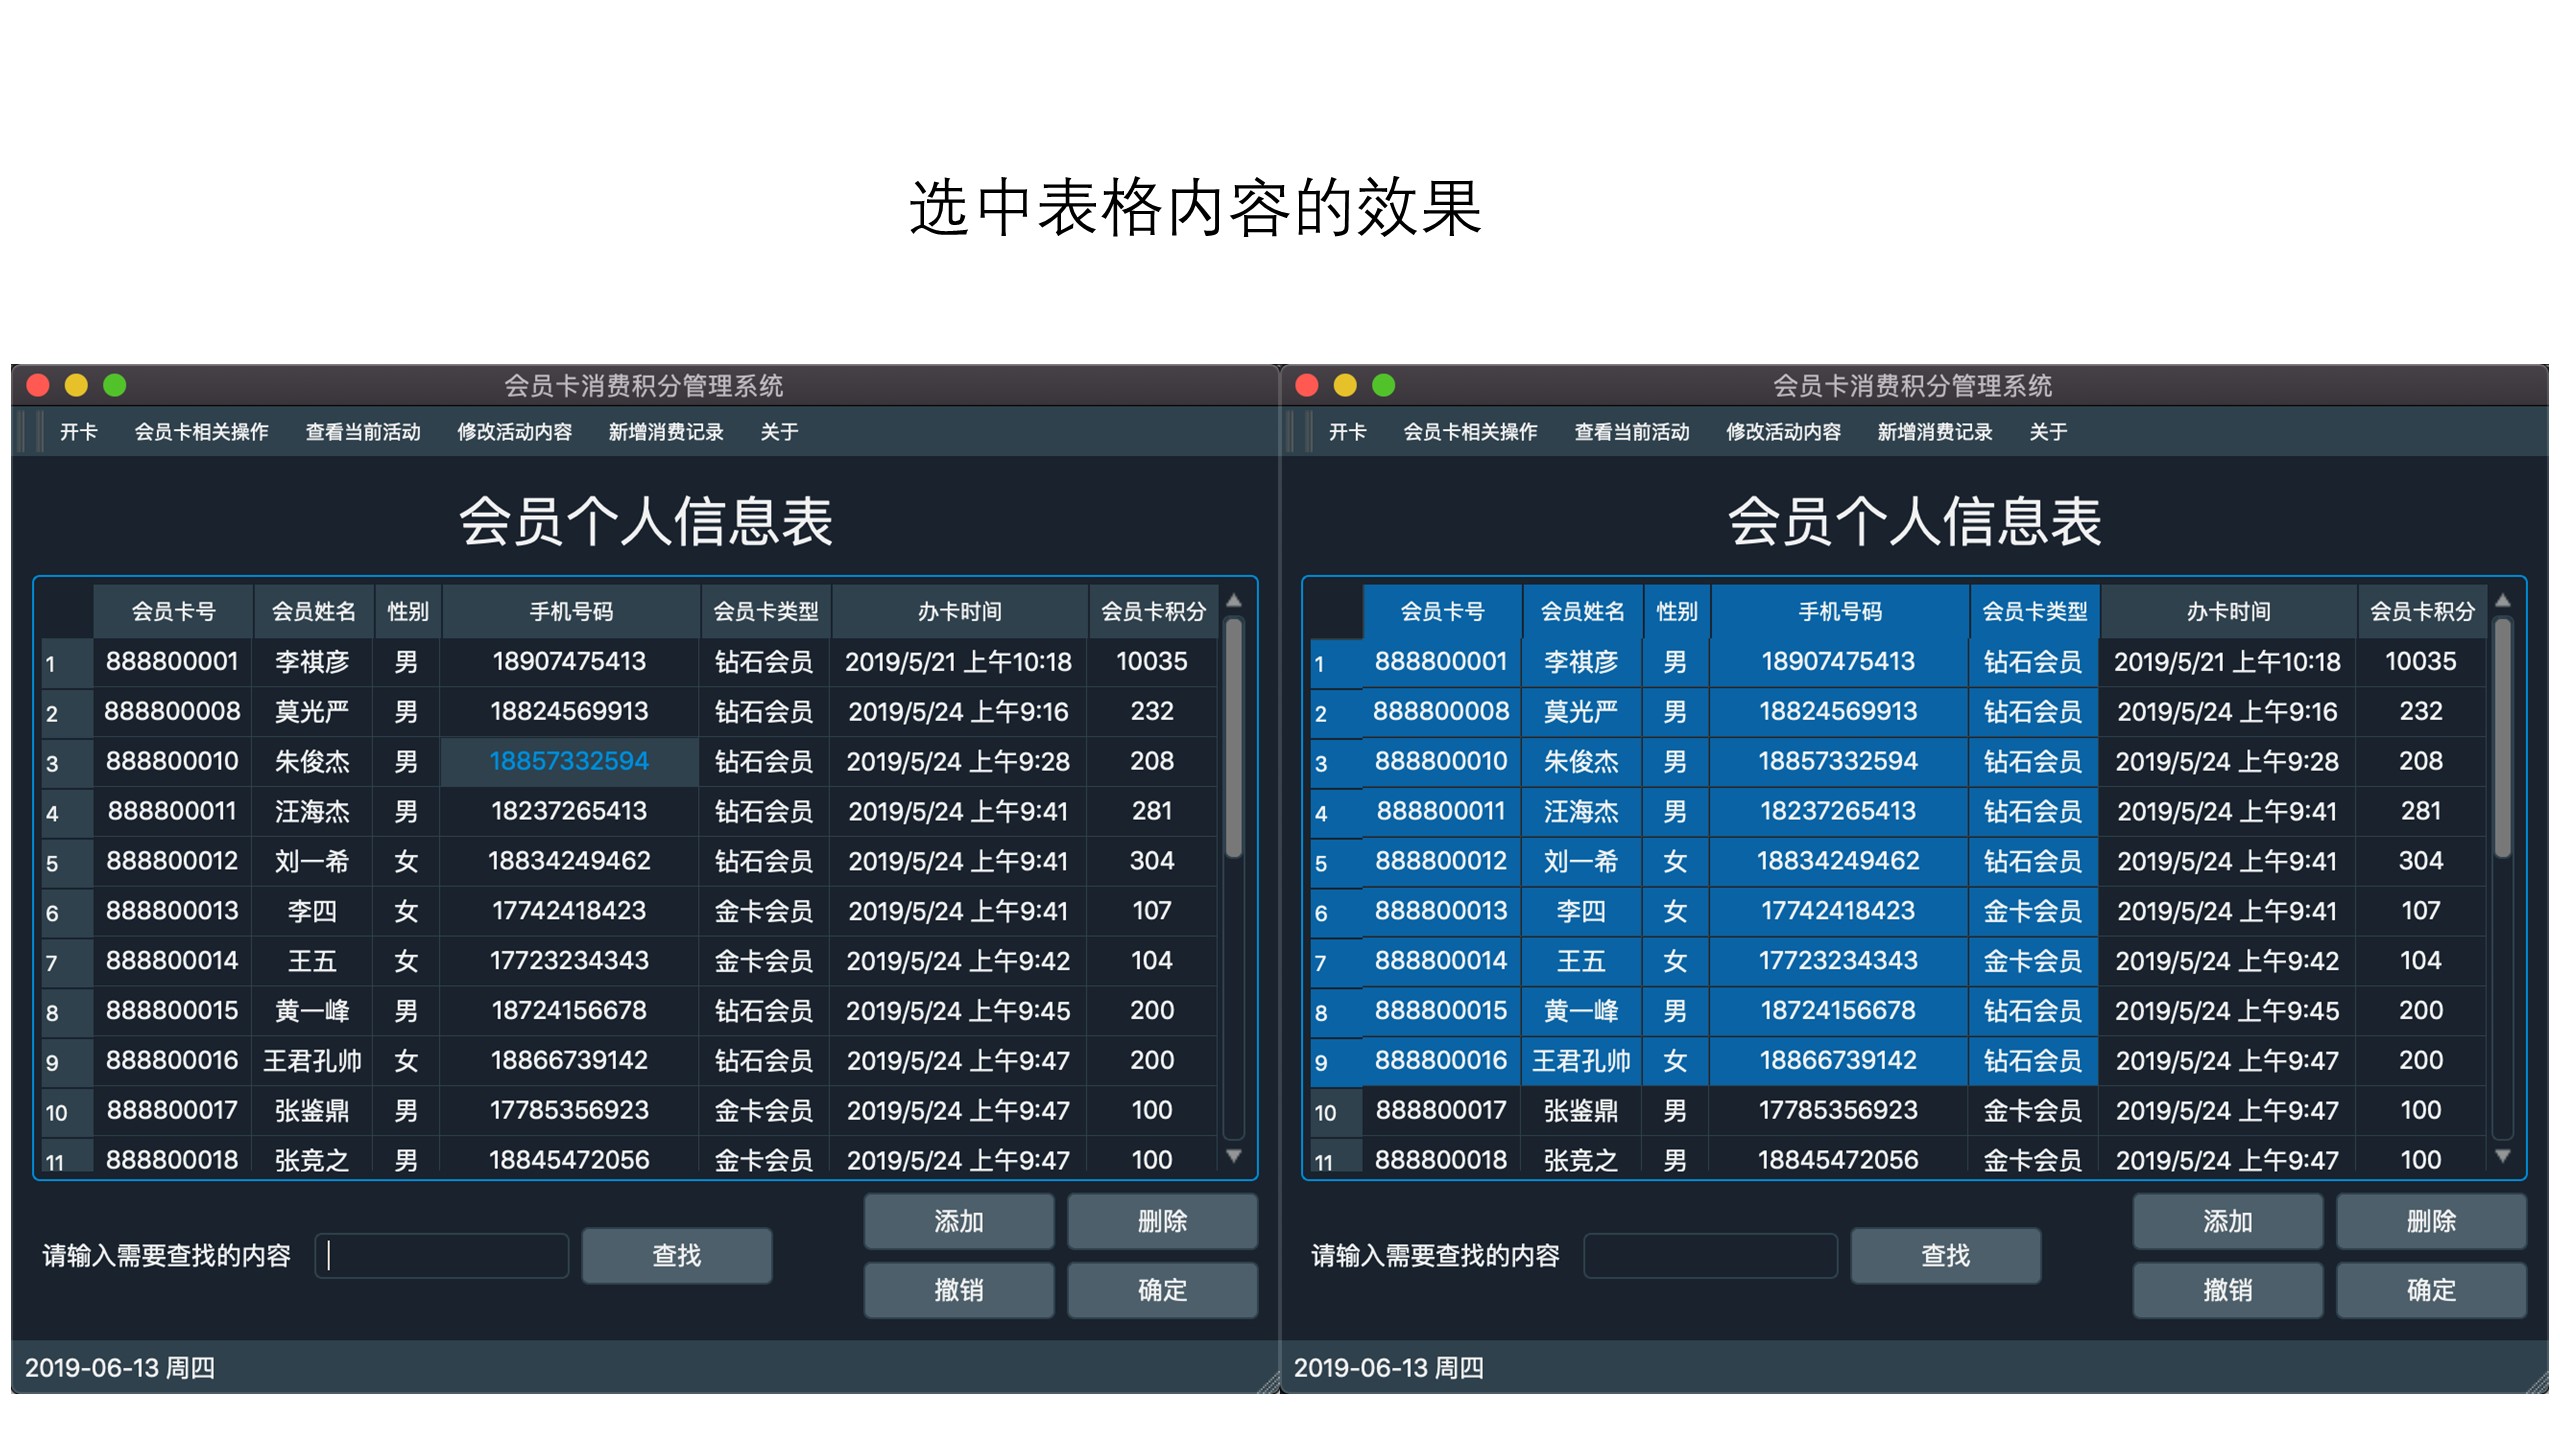 选中表格内容的效果
会员卡消费积分管理系统
开卡 会员卡相关操作 查看当前活动 修改活动内容 新增消费记录 关于
会员个人信息表
会员卡号 会员姓名 性别 手机号码 会员卡类型 办卡时间 会员卡积分
1 888800001 李祺彦 男 18907475413 钻石会员 2019/5/21 上午10:18 10035
2 888800008 莫光严 男 18824569913 钻石会员 2019/5/24 上午9:16 232
3 888800010 朱俊杰 男 18857332594 钻石会员 2019/5/24 上午9:28 208
4 888800011 汪海杰 男 18237265413 钻石会员 2019/5/24 上午9:41 281
5 888800012 刘一希 女 18834249462 钻石会员 2019/5/24 上午9:41 304
6 888800013 李四 女 17742418423 金卡会员 2019/5/24 上午9:41 107
7 888800014 王五 女 17723234343 金卡会员 2019/5/24 上午9:42 104
8 888800015 黄一峰 男 18724156678 钻石会员 2019/5/24 上午9:45 200
9 888800016 王君孔帅 女 18866739142 钻石会员 2019/5/24 上午9:47 200
10 888800017 张鉴鼎 男 17785356923 金卡会员 2019/5/24 上午9:47 100
11 888800018 张竞之 男 18845472056 金卡会员 2019/5/24 上午9:47 100
请输入需要查找的内容 查找
添加 删除
撤销 确定
2019-06-13 周四
会员卡消费积分管理系统
开卡 会员卡相关操作 查看当前活动 修改活动内容 新增消费记录 关于
会员个人信息表
会员卡号 会员姓名 性别 手机号码 会员卡类型 办卡时间 会员卡积分
1 888800001 李祺彦 男 18907475413 钻石会员 2019/5/21 上午10:18 10035
2 888800008 莫光严 男 18824569913 钻石会员 2019/5/24 上午9:16 232
3 888800010 朱俊杰 男 18857332594 钻石会员 2019/5/24 上午9:28 208
4 888800011 汪海杰 男 18237265413 钻石会员 2019/5/24 上午9:41 281
5 888800012 刘一希 女 18834249462 钻石会员 2019/5/24 上午9:41 304
6 888800013 李四 女 17742418423 金卡会员 2019/5/24 上午9:41 107
7 888800014 王五 女 17723234343 金卡会员 2019/5/24 上午9:42 104
8 888800015 黄一峰 男 18724156678 钻石会员 2019/5/24 上午9:45 200
9 888800016 王君孔帅 女 18866739142 钻石会员 2019/5/24 上午9:47 200
10 888800017 张鉴鼎 男 17785356923 金卡会员 2019/5/24 上午9:47 100
11 888800018 张竞之 男 18845472056 金卡会员 2019/5/24 上午9:47 100
请输入需要查找的内容 查找
添加 删除
撤销 确定
2019-06-13 周四